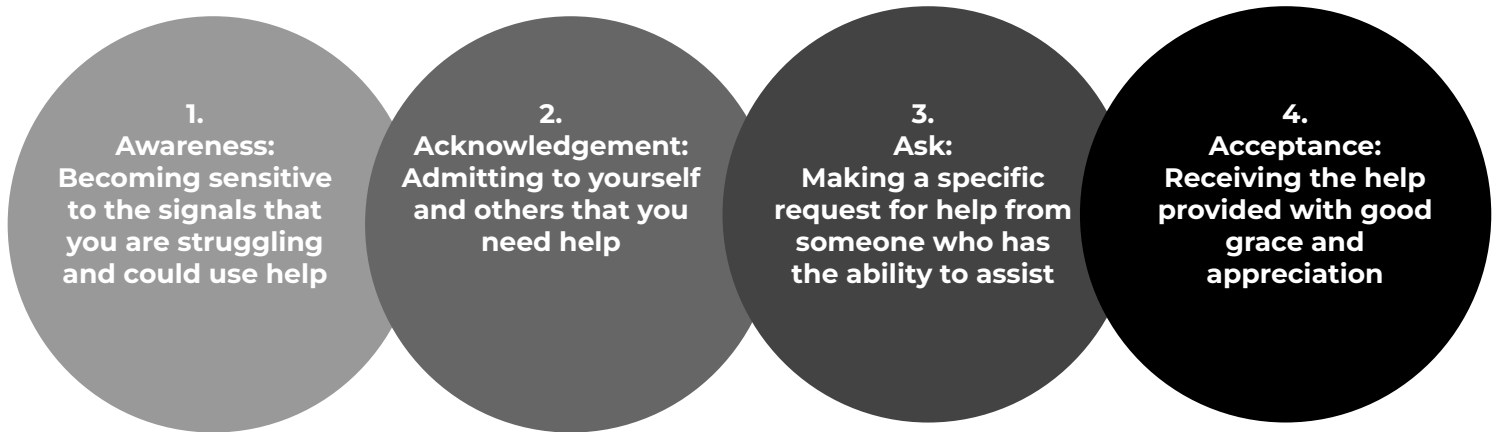 1.
Awareness:
Becoming sensitive
to the signals that
you are struggling
and could use help
2.
Acknowledgement:
Admitting to yourself
and others that you
need help
3.
Ask:
Making a specific
request for help from
someone who has
the ability to assist
4.
Acceptance:
Receiving the help
provided with good
grace and
appreciation